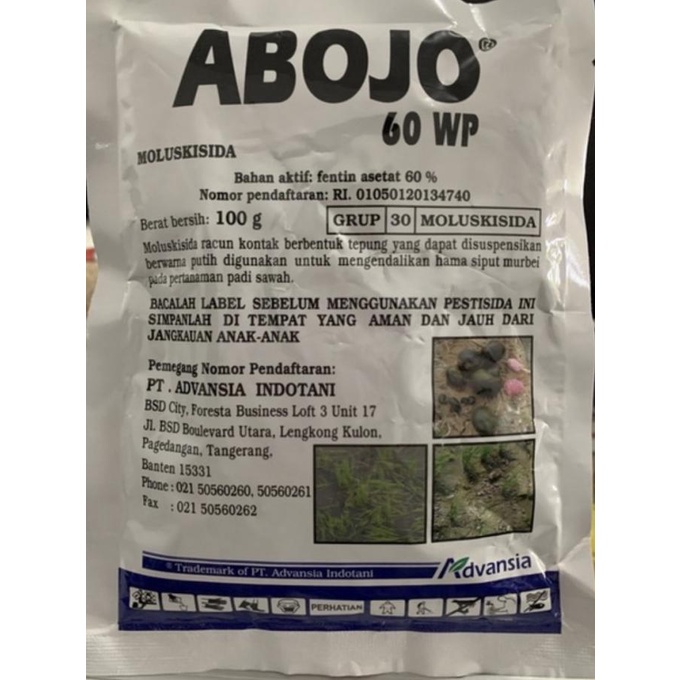 ABOJO®
60 WP
MOLUSKISIDA
Bahan aktif: fentin asetat 60 %
Nomor pendaftaran: RI. 01050120134740
Berat bersih: 100 g
GRUP 30 MOLUSKISIDA
Moluskisida racun kontak berbentuk tepung yang dapat disuspensikan
berwarna putih digunakan untuk mengendalikan hama siput murbei
pada pertanaman padi sawah.
BACALAH LABEL SEBELUM MENGGUNAKAN PESTISIDA INI
SIMPANLAH DI TEMPAT YANG AMAN DAN JAUH DARI
JANGKAUAN ANAK-ANAK
Pemegang Nomor Pendaftaran:
PT. ADVANSIA INDOTANI
BSD City, Foresta Business Loft 3 Unit 17
Jl. BSD Boulevard Utara, Lengkong Kulon,
Pagedangan, Tangerang,
Banten 15331
Phone : 021 50560260, 50560261
Fax : 021 50560262
® Trademark of PT. Advansia Indotani
Advansia
PERHATIAN